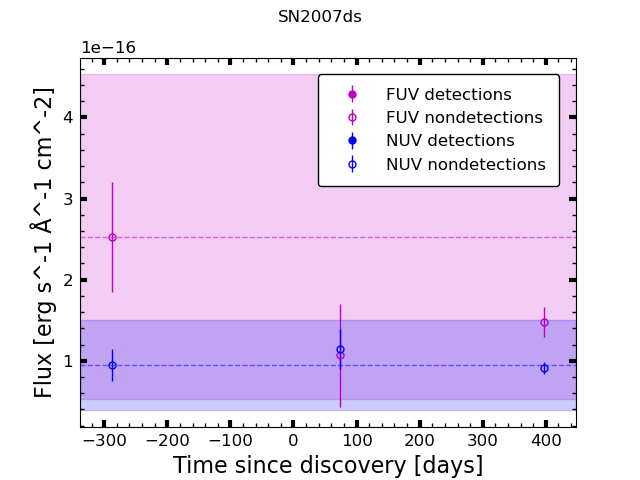 SN2007ds
1e−16
FUV detections
FUV nondetections
NUV detections
NUV nondetections
4
3
2
1
Flux [erg s^-1 Å^-1 cm^-2]
−300 −200 −100 0 100 200 300 400
Time since discovery [days]